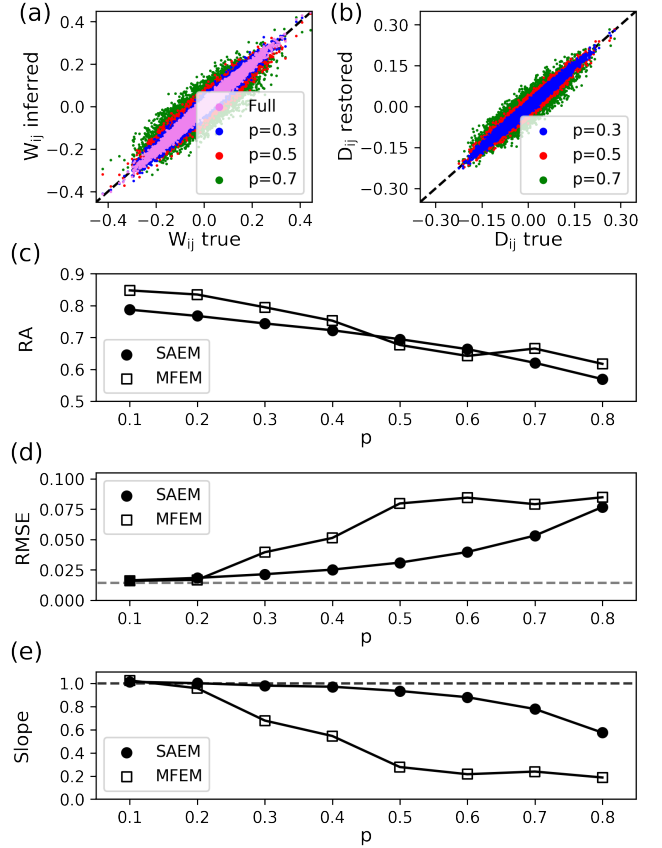 (a)
0.4
0.2
0.0
−0.2
−0.4
W_ij inferred
−0.4 −0.2 0.0 0.2 0.4
W_ij true
Full
p=0.3
p=0.5
p=0.7
(b)
0.30
0.15
0.00
−0.15
−0.30
D_ij restored
−0.30 −0.15 0.00 0.15 0.30
D_ij true
p=0.3
p=0.5
p=0.7
(c)
0.9
0.8
0.7
0.6
0.5
RA
SAEM
MFEM
0.1 0.2 0.3 0.4 0.5 0.6 0.7 0.8
p
(d)
0.100
0.075
0.050
0.025
0.000
RMSE
SAEM
MFEM
0.1 0.2 0.3 0.4 0.5 0.6 0.7 0.8
p
(e)
1.0
0.8
0.6
0.4
0.2
0.0
Slope
SAEM
MFEM
0.1 0.2 0.3 0.4 0.5 0.6 0.7 0.8
p